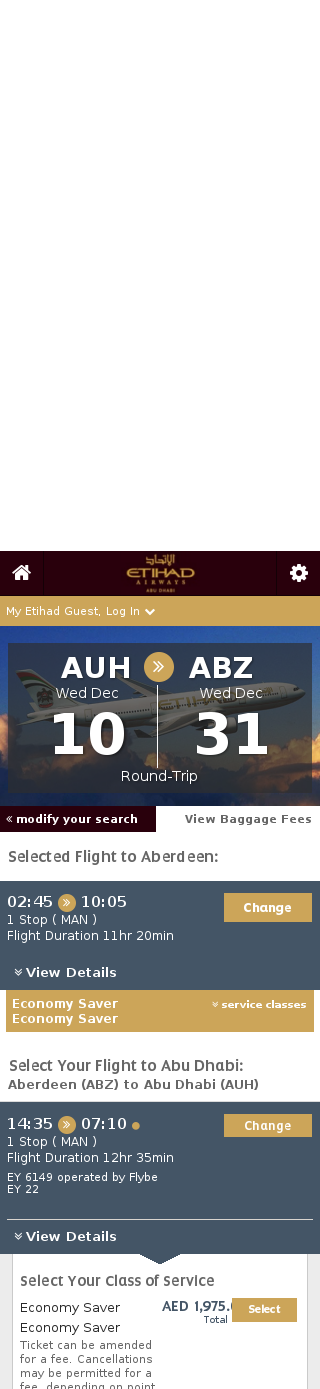 الإتحاد
ETIHAD
AIRWAYS
ABU DHABI
My Etihad Guest, Log In
AUH ABZ
Wed Dec Wed Dec
10 31
Round-Trip
modify your search View Baggage Fees
Selected Flight to Aberdeen:
02:45 10:05 Change
1 Stop ( MAN )
Flight Duration 11hr 20min
View Details
Economy Saver service classes
Economy Saver
Select Your Flight to Abu Dhabi:
Aberdeen (ABZ) to Abu Dhabi (AUH)
14:35 07:10 Change
1 Stop ( MAN )
Flight Duration 12hr 35min
EY 6149 operated by Flybe
EY 22
View Details
Select Your Class of Service
Economy Saver AED 1,975. Select
Total
Economy Saver
Ticket can be amended
for a fee. Cancellations
may be permitted for a
fee, depending on point